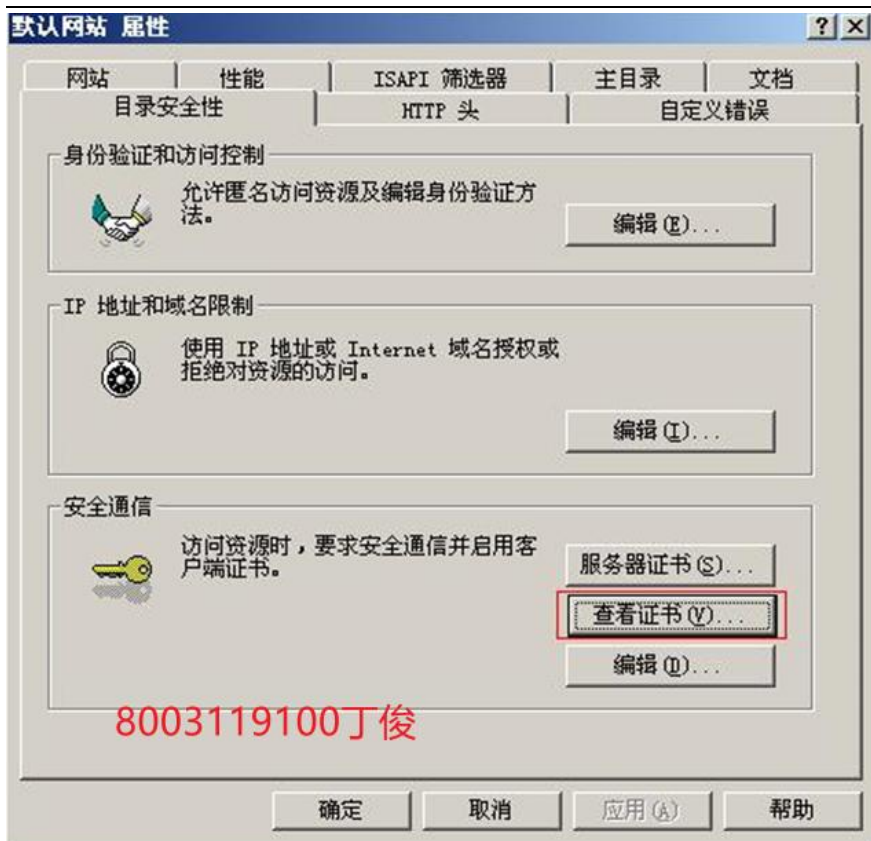 默认网站 属性
网站
性能
ISAPI 筛选器
主目录
文档
目录安全性
HTTP 头
自定义错误
身份验证和访问控制
允许匿名访问资源及编辑身份验证方
法。
编辑(E)...
IP 地址和域名限制
使用 IP 地址或 Internet 域名授权或
拒绝对资源的访问。
编辑(I)...
安全通信
访问资源时，要求安全通信并启用客
户端证书。
服务器证书(S)...
查看证书(V)...
编辑(D)...
8003119100丁俊
确定
取消
应用(A)
帮助